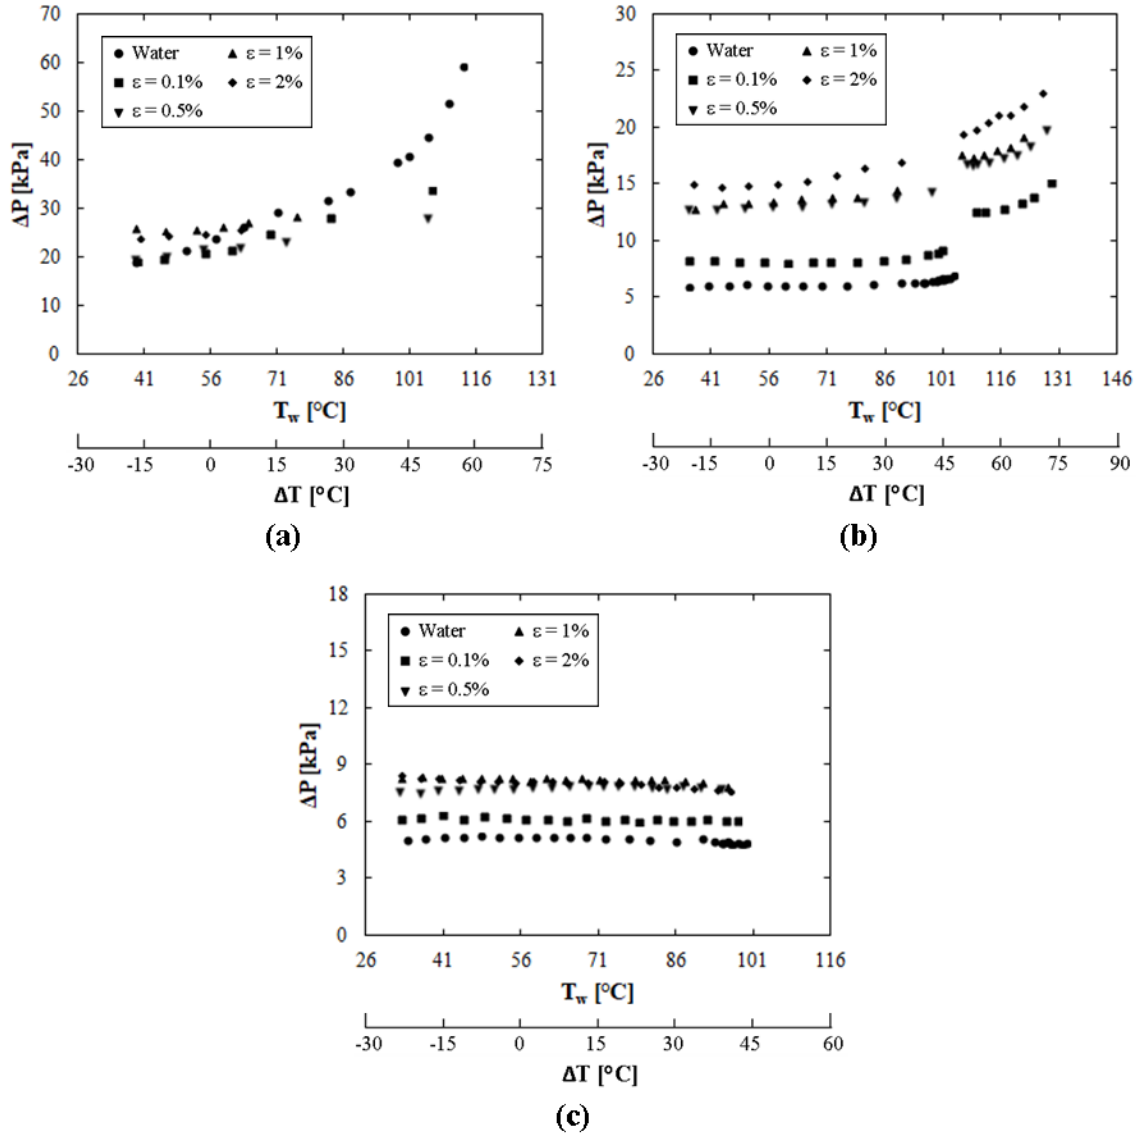 70
60
50
40
30
20
10
0
ΔP [kPa]
Water
ε = 1%
ε = 0.1%
ε = 2%
ε = 0.5%
26 41 56 71 86 101 116 131
Tw [°C]
-30 -15 0 15 30 45 60 75
ΔT [°C]
(a)
30
25
20
15
10
5
0
ΔP [kPa]
Water
ε = 1%
ε = 0.1%
ε = 2%
ε = 0.5%
26 41 56 71 86 101 116 131 146
Tw [°C]
-30 -15 0 15 30 45 60 75 90
ΔT [°C]
(b)
18
15
12
9
6
3
0
ΔP [kPa]
Water
ε = 1%
ε = 0.1%
ε = 2%
ε = 0.5%
26 41 56 71 86 101 116
Tw [°C]
-30 -15 0 15 30 45 60
ΔT [°C]
(c)